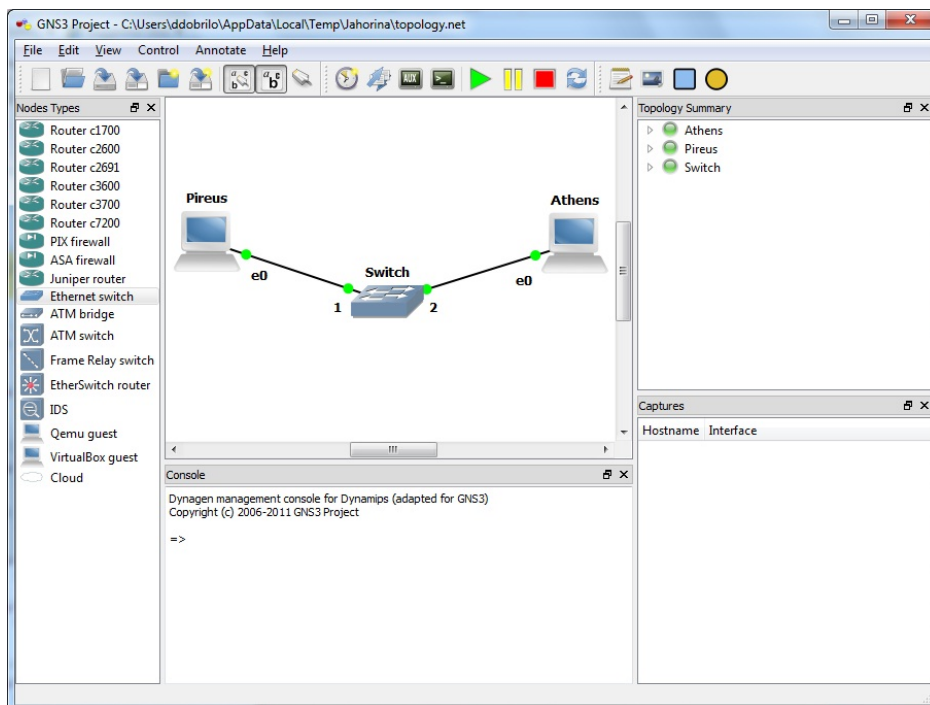 GNS3 Project - C:\Users\ddobrilo\AppData\Local\Temp\Jahorina\topology.net
File Edit View Control Annotate Help
Nodes Types
Router c1700
Router c2600
Router c2691
Router c3600
Router c3700
Router c7200
PIX firewall
ASA firewall
Juniper router
Ethernet switch
ATM bridge
ATM switch
Frame Relay switch
EtherSwitch router
IDS
Qemu guest
VirtualBox guest
Cloud
Pireus
Athens
e0
Switch
e0
1
2
Console
Dynagen management console for Dynamips (adapted for GNS3)
Copyright (c) 2006-2011 GNS3 Project
=>
Topology Summary
Athens
Pireus
Switch
Captures
Hostname Interface